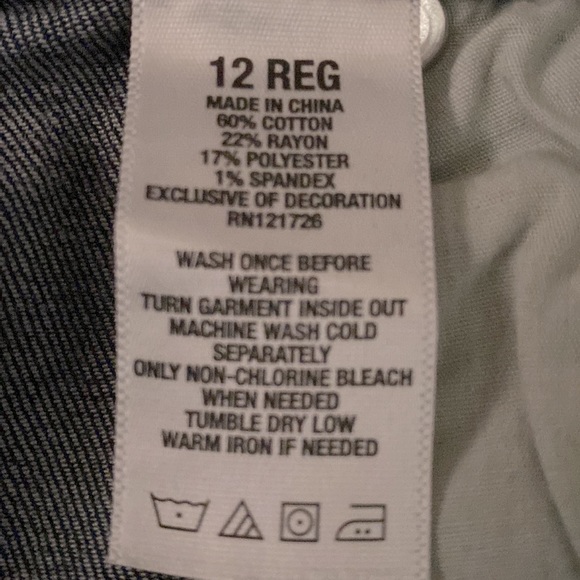 12 REG
MADE IN CHINA
60% COTTON
22% RAYON
17% POLYESTER
1% SPANDEX
EXCLUSIVE OF DECORATION
RN121726
WASH ONCE BEFORE
WEARING
TURN GARMENT INSIDE OUT
MACHINE WASH COLD
SEPARATELY
ONLY NON-CHLORINE BLEACH
WHEN NEEDED
TUMBLE DRY LOW
WARM IRON IF NEEDED